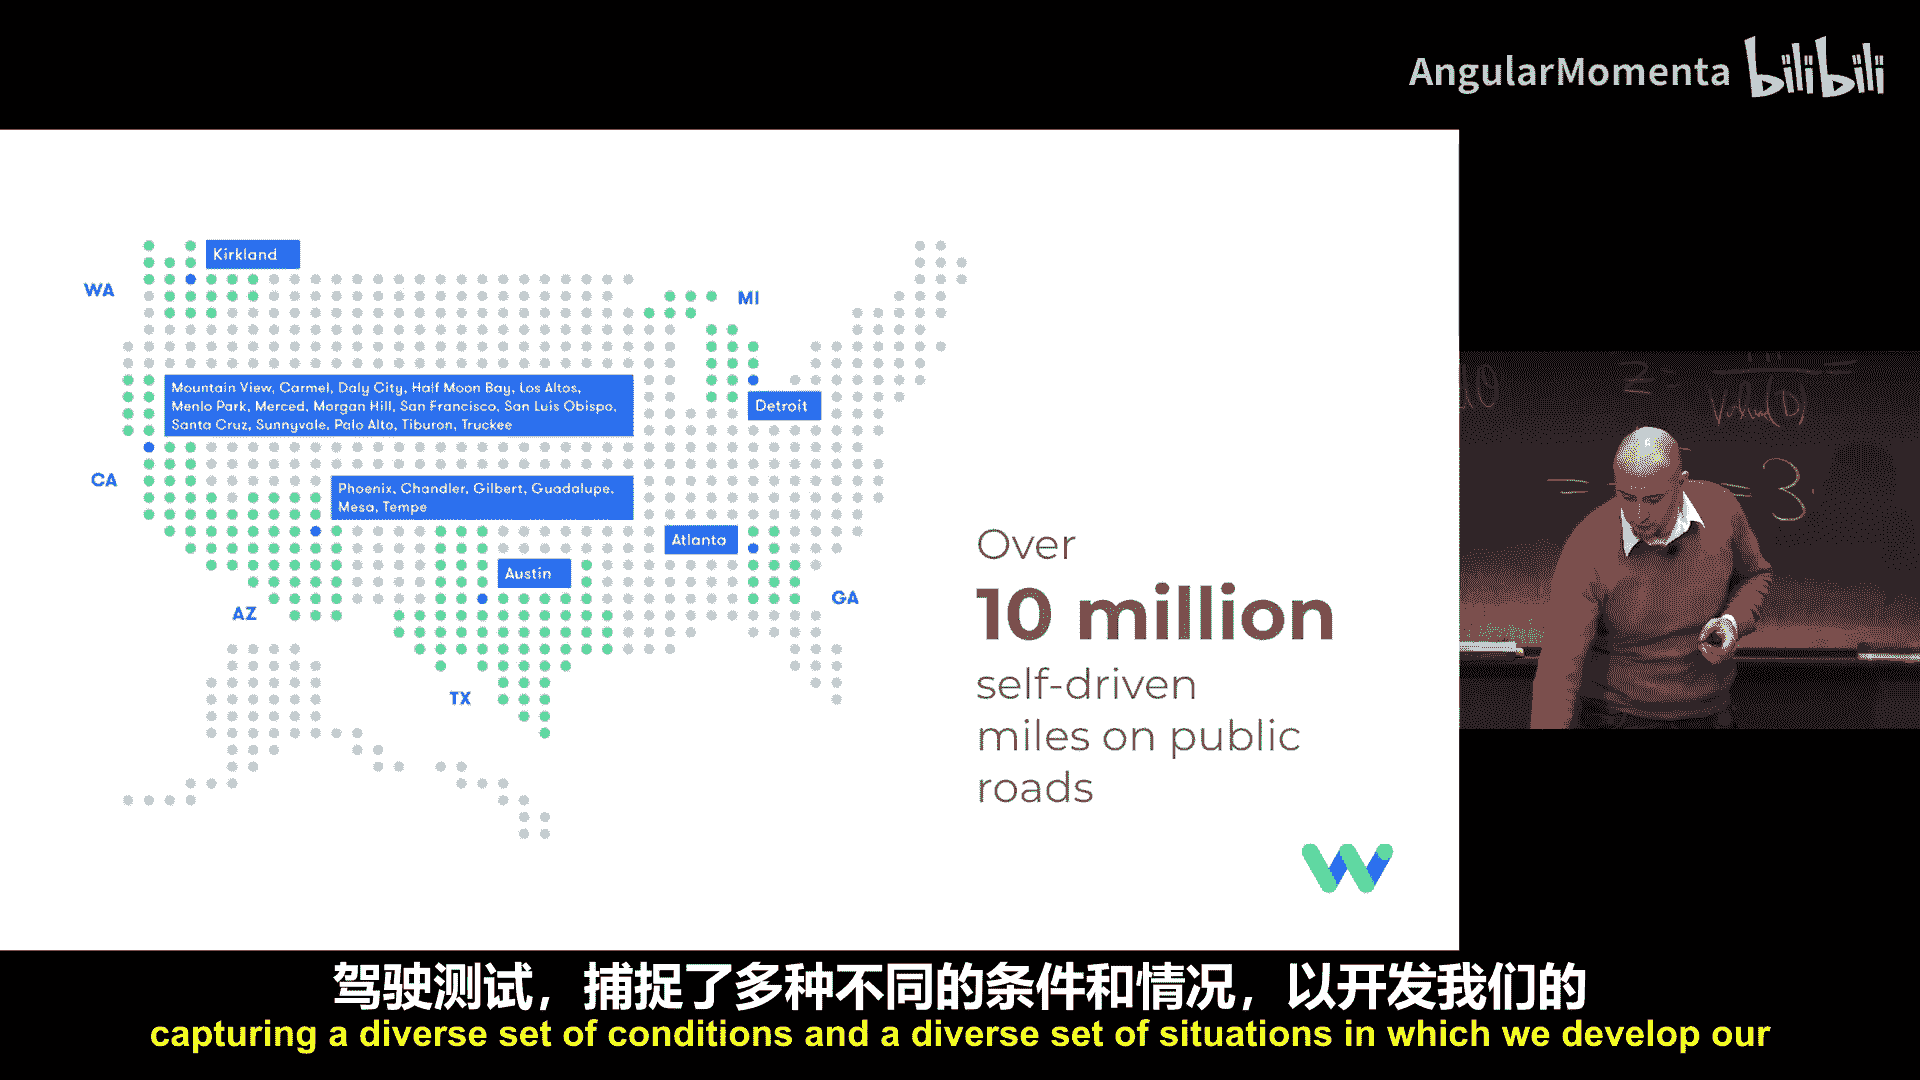 AngularMomenta bilibili
Kirkland
WA
MI
Mountain View, Carmel, Daly City, Half Moon Bay, Los Altos,
Menlo Park, Merced, Morgan Hill, San Francisco, San Luis Obispo,
Santa Cruz, Sunnyvale, Palo Alto, Tiburon, Truckee
Detroit
CA
Phoenix, Chandler, Gilbert, Guadalupe,
Mesa, Tempe
Atlanta
Austin
GA
AZ
TX
Over
10 million
self-driven
miles on public
roads
z =
= 3
驾驶测试，捕捉了多种不同的条件和情况，以开发我们的
capturing a diverse set of conditions and a diverse set of situations in which we develop our